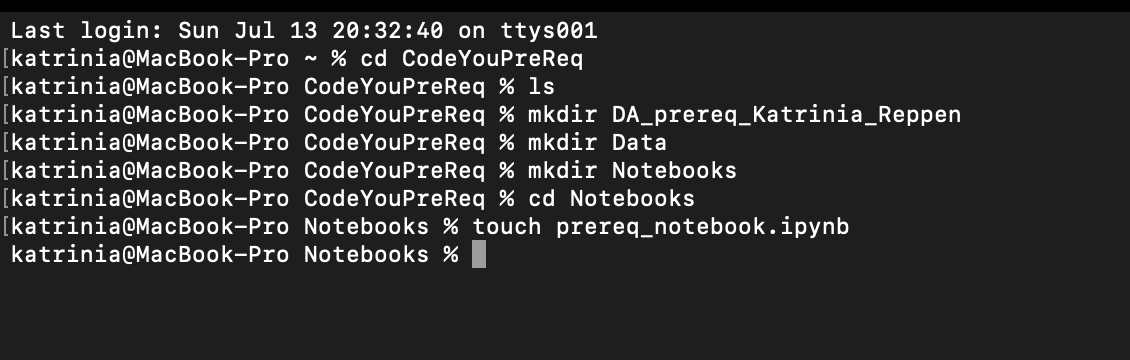 Last login: Sun Jul 13 20:32:40 on ttys001
[katrinia@MacBook-Pro ~ % cd CodeYouPreReq
[katrinia@MacBook-Pro CodeYouPreReq % ls
[katrinia@MacBook-Pro CodeYouPreReq % mkdir DA_prereq_Katrinia_Reppen
[katrinia@MacBook-Pro CodeYouPreReq % mkdir Data
[katrinia@MacBook-Pro CodeYouPreReq % mkdir Notebooks
[katrinia@MacBook-Pro CodeYouPreReq % cd Notebooks
[katrinia@MacBook-Pro Notebooks % touch prereq_notebook.ipynb
katrinia@MacBook-Pro Notebooks %